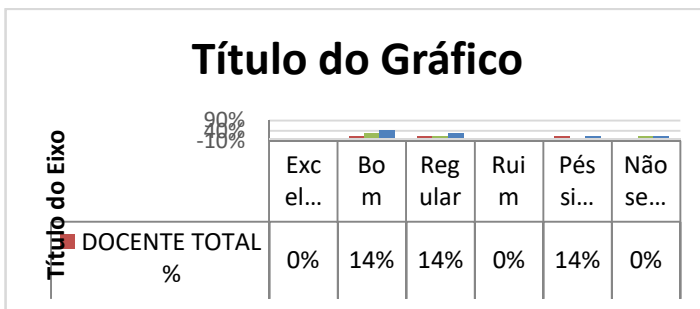 Título do Gráfico
Título do Eixo
90%
40%
-10%
Exc
el...
Bo
m
Reg
ular
Rui
m
Pés
si...
Não
se...
DOCENTE TOTAL
%
0%
14%
14%
0%
14%
0%